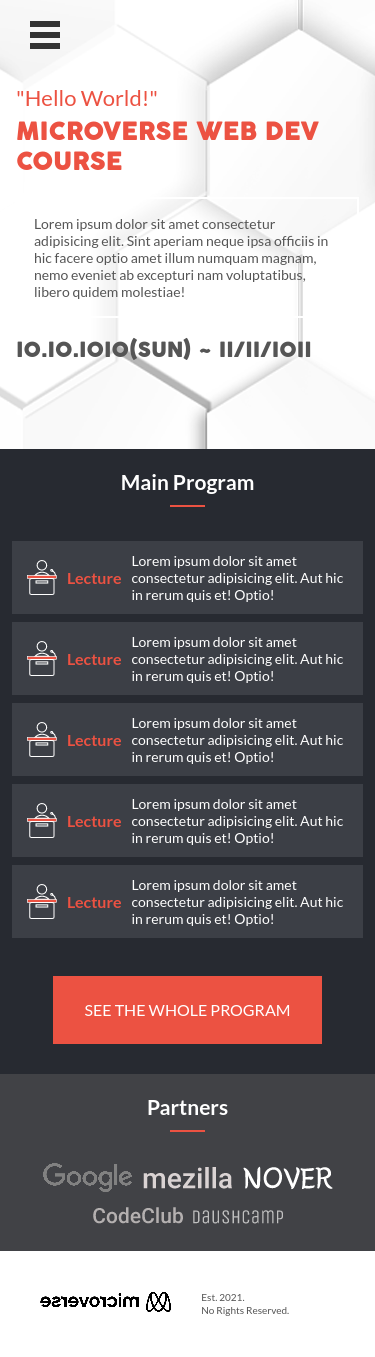 "Hello World!"
MICROVERSE WEB DEV
COURSE
Lorem ipsum dolor sit amet consectetur
adipisicing elit. Sint aperiam neque ipsa officiis in
hic facere optio amet illum numquam magnam,
nemo eveniet ab excepturi nam voluptatibus,
libero quidem molestiae!
10.10.1010(SUN) ~ 11/11/1011
Main Program
Lorem ipsum dolor sit amet
Lecture consectetur adipisicing elit. Aut hic
in rerum quis et! Optio!
Lorem ipsum dolor sit amet
Lecture consectetur adipisicing elit. Aut hic
in rerum quis et! Optio!
Lorem ipsum dolor sit amet
Lecture consectetur adipisicing elit. Aut hic
in rerum quis et! Optio!
Lorem ipsum dolor sit amet
Lecture consectetur adipisicing elit. Aut hic
in rerum quis et! Optio!
Lorem ipsum dolor sit amet
Lecture consectetur adipisicing elit. Aut hic
in rerum quis et! Optio!
SEE THE WHOLE PROGRAM
Partners
Google mezilla NOVER
CodeClub DAUSHCAMP
microverse
Est. 2021.
No Rights Reserved.